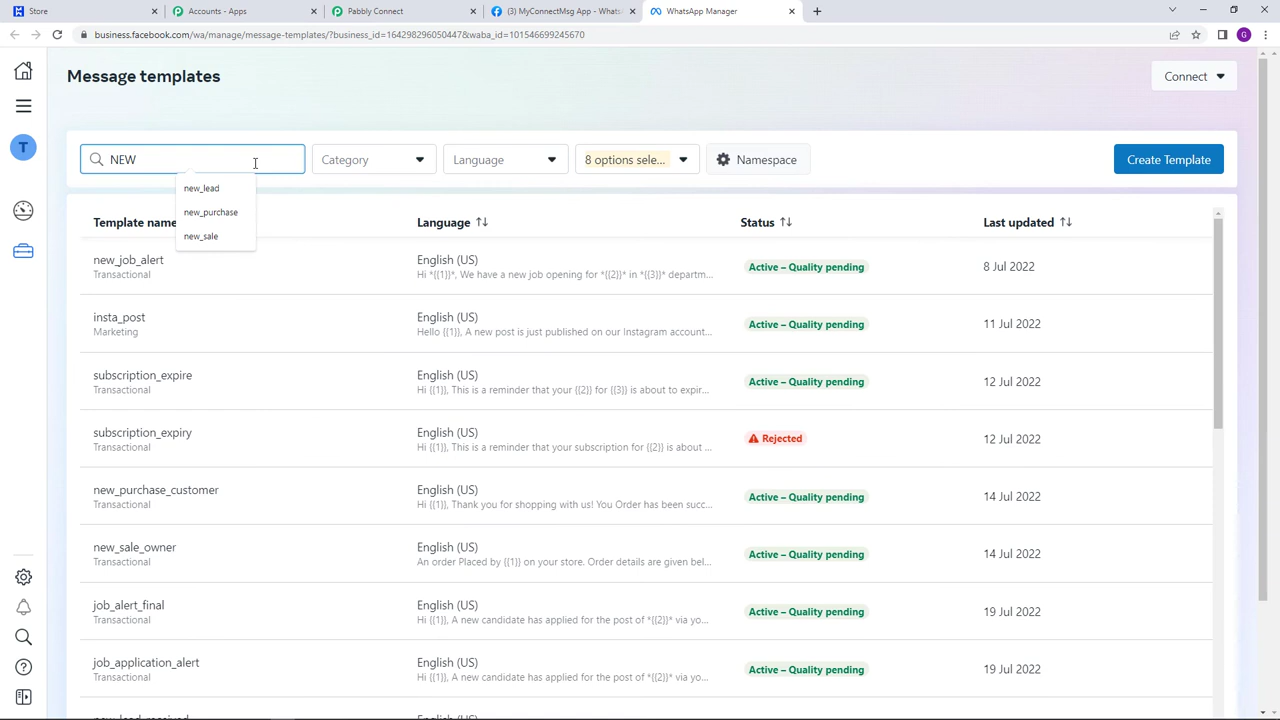 Store
Accounts - Apps
Pabbly Connect
(3) MyConnectMsg App - Whats
WhatsApp Manager
business.facebook.com/wa/manage/message-templates/?business_id=164298296050447&waba_id=101546699245670
G
Message templates
Connect
T
NEW
Category
Language
8 options sele...
Namespace
Create Template
new_lead
new_purchase
new_sale
Template name
Language
Status
Last updated
new_job_alert
Transactional
English (US)
Hi *{{1}}*, We have a new job opening for *{{2}}* in *{{3}}* departm...
Active – Quality pending
8 Jul 2022
insta_post
Marketing
English (US)
Hello {{1}}, A new post is just published on our Instagram account...
Active – Quality pending
11 Jul 2022
subscription_expire
Transactional
English (US)
Hi {{1}}, This is a reminder that your {{2}} for {{3}} is about to expir...
Active – Quality pending
12 Jul 2022
subscription_expiry
Transactional
English (US)
Hi {{1}}, This is a reminder that your subscription for {{2}} is about ...
Rejected
12 Jul 2022
new_purchase_customer
Transactional
English (US)
Hi {{1}}, Thank you for shopping with us! You Order has been succ...
Active – Quality pending
14 Jul 2022
new_sale_owner
Transactional
English (US)
An order Placed by {{1}} on your store. Order details are given bel...
Active – Quality pending
14 Jul 2022
job_alert_final
Transactional
English (US)
Hi {{1}}, A new candidate has applied for the post of *{{2}}* via yo...
Active – Quality pending
19 Jul 2022
job_application_alert
Transactional
English (US)
Hi {{1}}, A new candidate has applied for the post of *{{2}}* via yo...
Active – Quality pending
19 Jul 2022